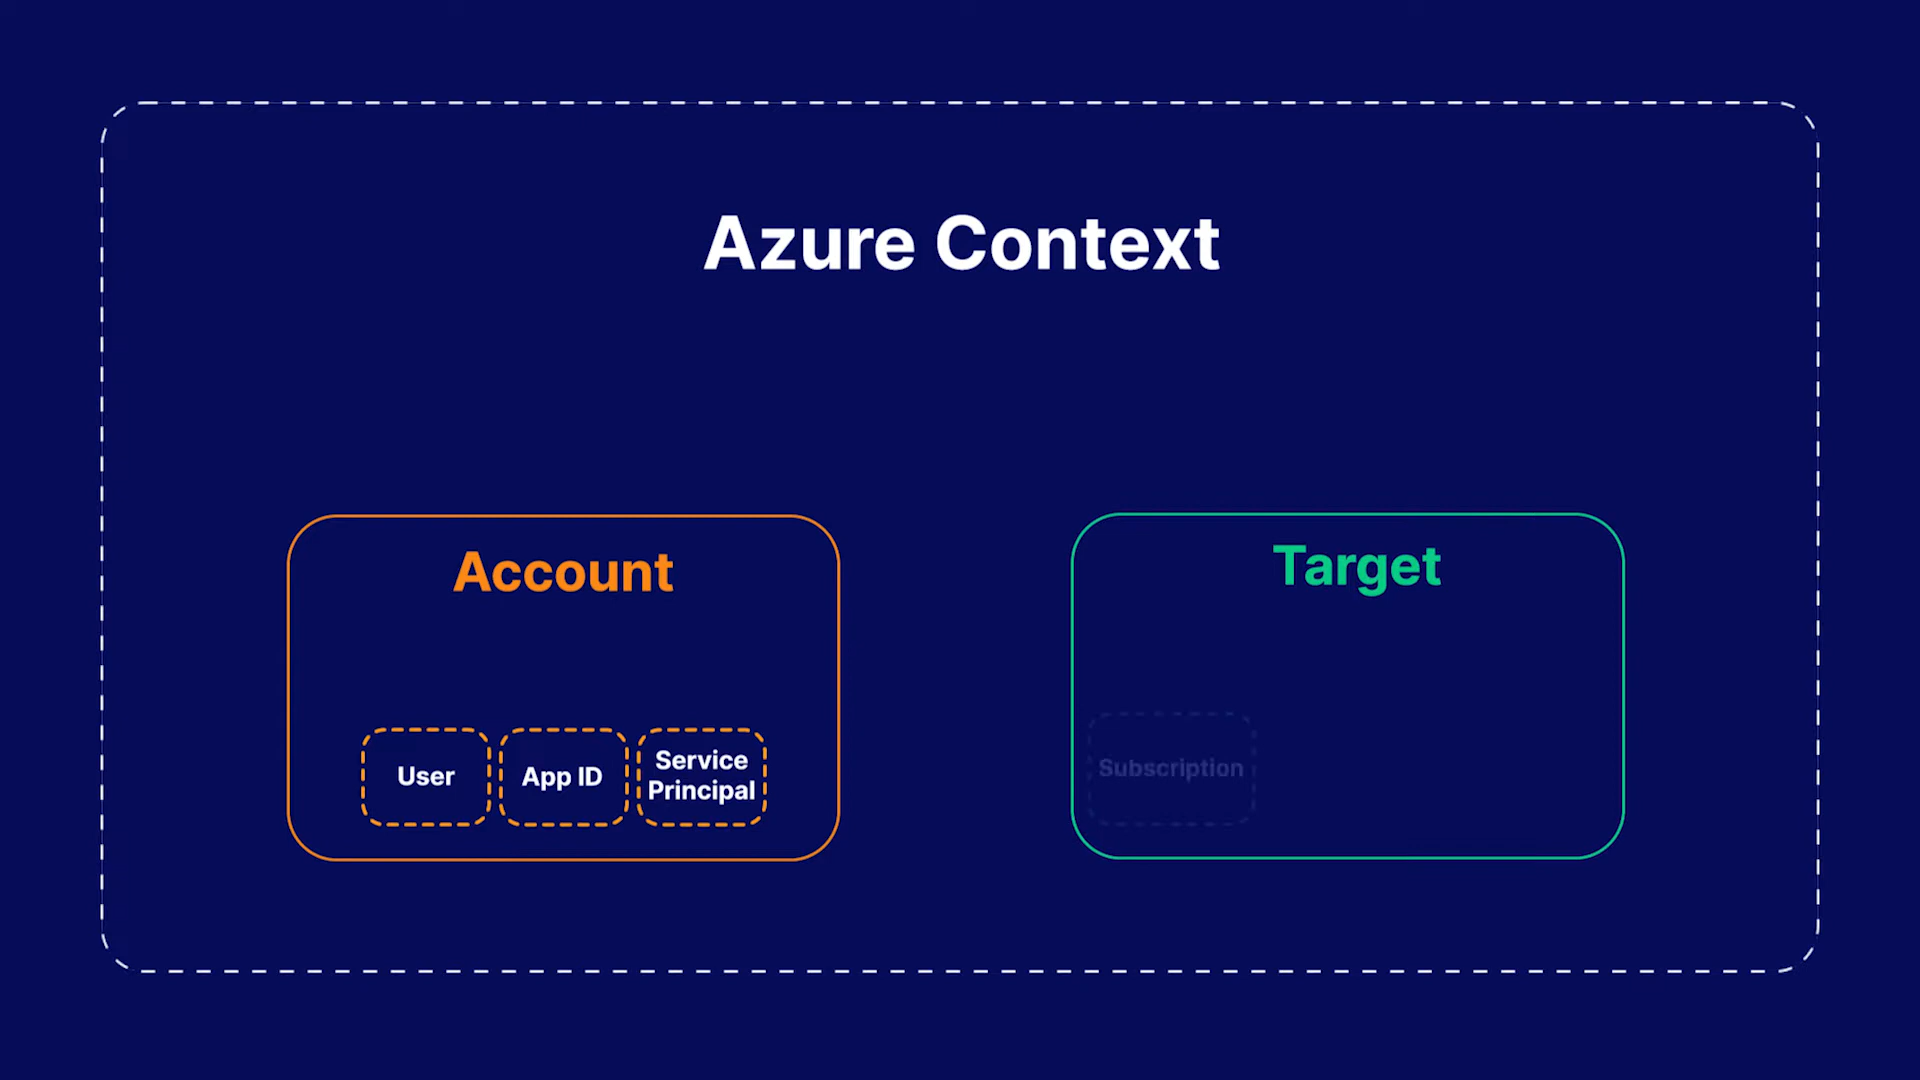 Azure Context
Account
Target
User
App ID
Service
Principal
Subscription